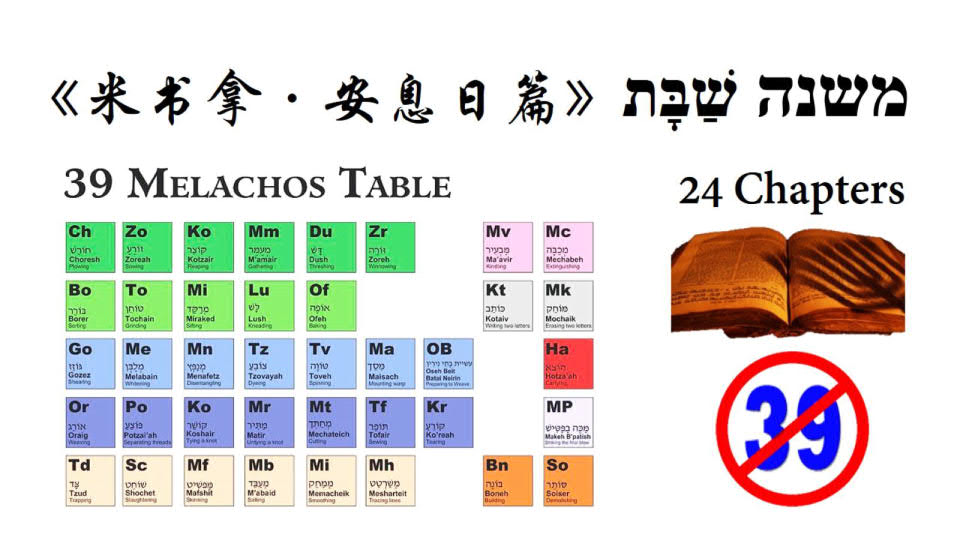 《米书拿·安息日篇》 משנה שַׁבָּת
39 MELACHOS TABLE
24 Chapters
Ch
חוֹרֵשׁ
Choresh
Plowing
Zo
זוֹרֵעַ
Zoreah
Sowing
Ko
קוֹצֵר
Kotzair
Reaping
Mm
מְעַמֵּר
M'amair
Gathering
Du
דָּשׁ
Dush
Threshing
Zr
זוֹרֶה
Zoreh
Winnowing
Mv
מַבְעִיר
Ma'avir
Kindling
Mc
מְכַבֶּה
Mechabeh
Extinguishing
Bo
בּוֹרֵר
Borer
Sorting
To
טוֹחֵן
Tochain
Grinding
Mi
מְרַקֵּד
Miraked
Sifting
Lu
לָשׁ
Lush
Kneading
Of
אוֹפֶה
Ofeh
Baking
Kt
כּוֹתֵב
Kotaiv
Writing two letters
Mk
מוֹחֵק
Mochaik
Erasing two letters
Go
גּוֹזֵז
Gozez
Shearing
Me
מְלַבֵּן
Melabain
Whitening
Mn
מְנַפֵּץ
Menafetz
Disentangling
Tz
צוֹבֵעַ
Tzovayah
Dyeing
Tv
טוֹוֶה
Toveh
Spinning
Ma
מֵסֵךְ
Maisach
Mounting warp
OB
עֲשִׂיַּת בָּתֵּי נִירִין
Oseh Beit
Batai Neirin
Preparing to Weave
Ha
הוֹצָאָה
Hotza'ah
Carrying
Or
אוֹרֵג
Oraig
Weaving
Po
פּוֹצֵעַ
Potzai'ah
Separating threads
Ko
קוֹשֵׁר
Koshair
Tying a knot
Mr
מַתִּיר
Matir
Untying a knot
Mt
מְחַתֵּךְ
Mechateich
Cutting
Tf
תּוֹפֵר
Tofair
Sewing
Kr
קוֹרֵעַ
Ko'reah
Tearing
MP
מַכֶּה בְּפַטִּישׁ
Makeh B'patish
Striking the final blow
Td
צָד
Tzud
Trapping
Sc
שׁוֹחֵט
Shochet
Slaughtering
Mf
מַפְשִׁיט
Mafshit
Skinning
Mb
מְעַבֵּד
M'abaid
Salting
Mi
מְמַחֵק
Memacheik
Smoothing
Mh
מְשַׂרְטֵט
Mesharteit
Tracing lines
Bn
בּוֹנֶה
Boneh
Building
So
סוֹתֵר
Soiser
Demolishing
39